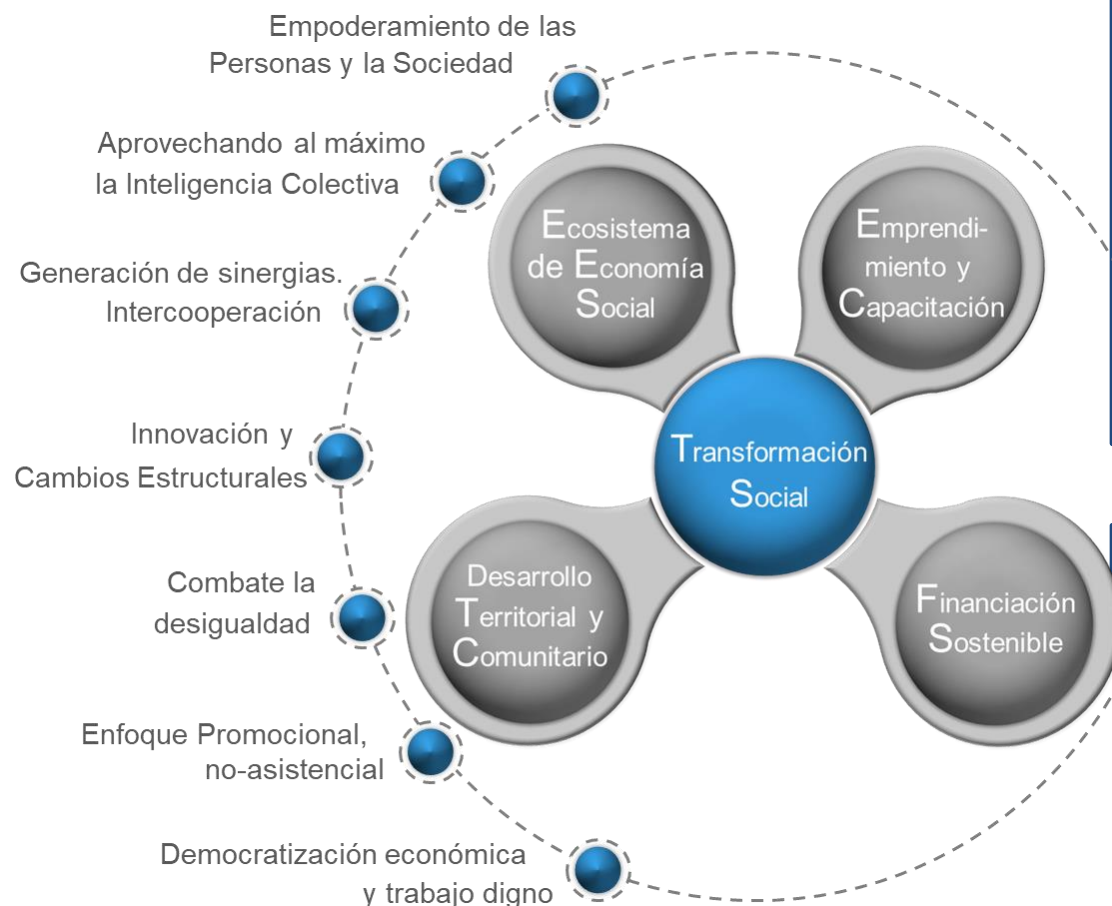 Empoderamiento de las
Personas y la Sociedad
Aprovechando al máximo
la Inteligencia Colectiva
Generación de sinergias.
Intercooperación
Innovación y
Cambios Estructurales
Combate la
desigualdad
Enfoque Promocional,
no-asistencial
Democratización económica
y trabajo digno
Ecosistema
de Economía
Social
Emprendi-
miento y
Capacitación
Transformación
Social
Desarrollo
Territorial y
Comunitario
Financiación
Sostenible